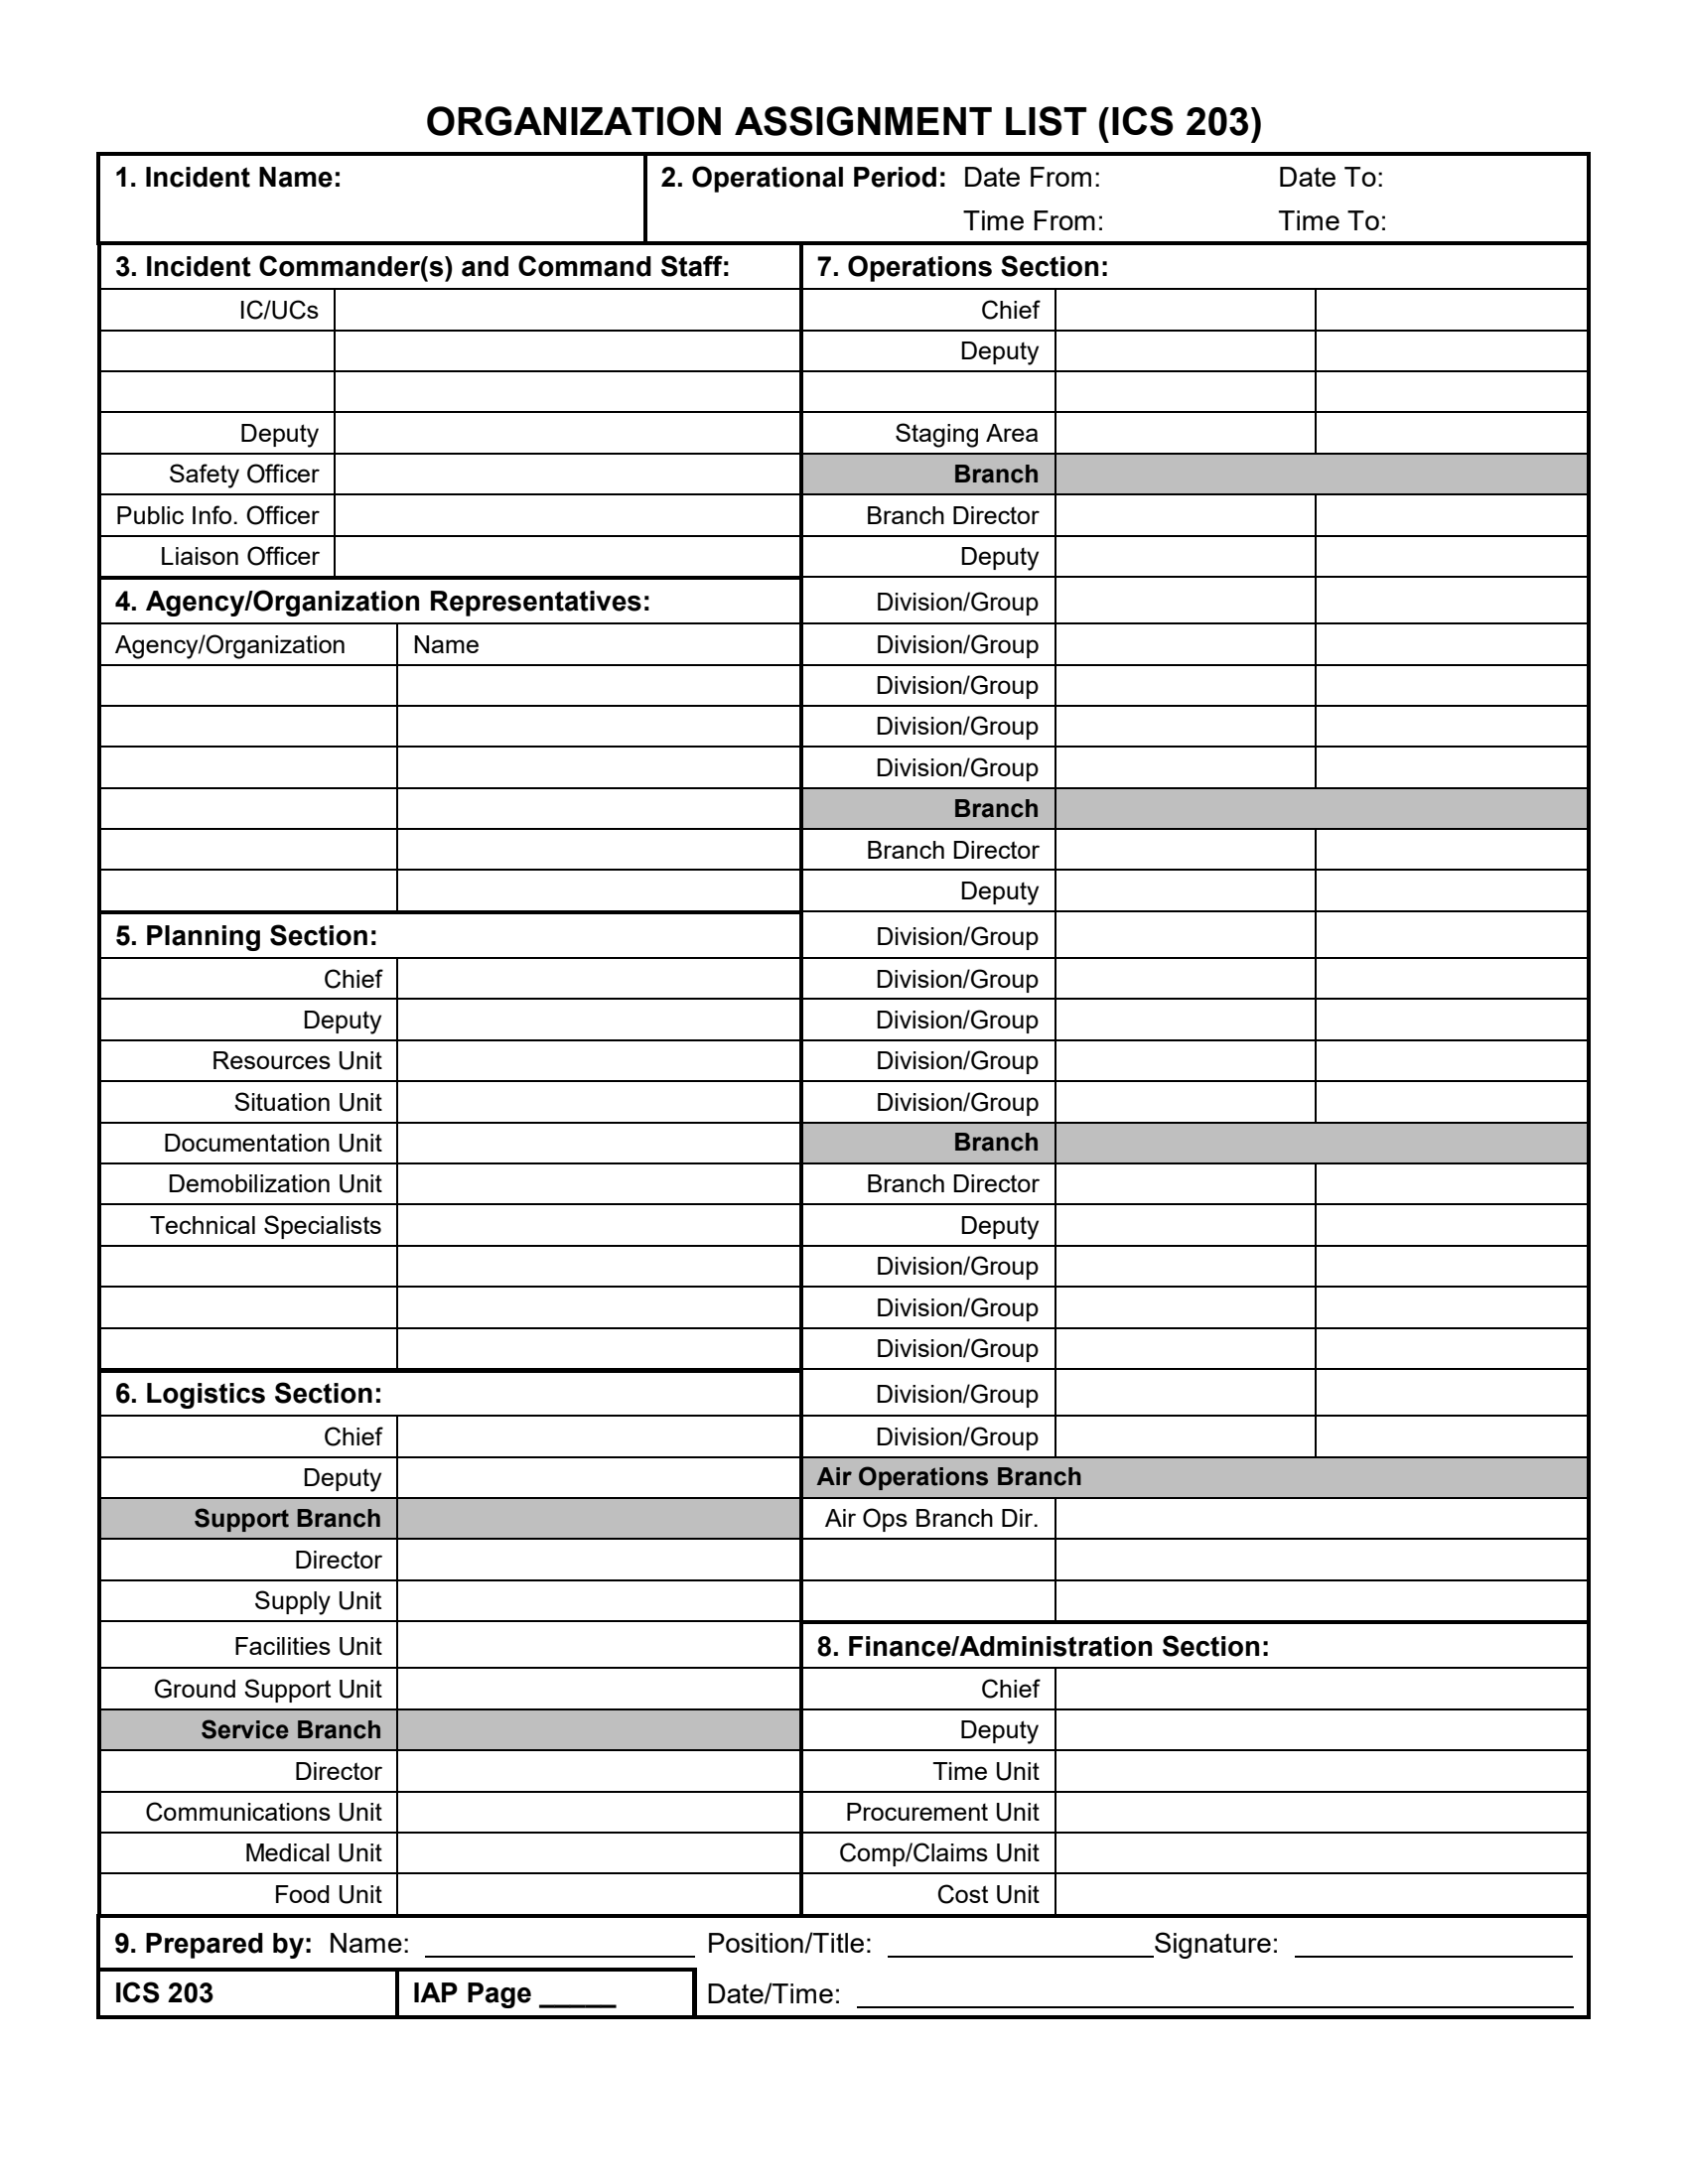 ORGANIZATION ASSIGNMENT LIST (ICS 203)
1. Incident Name:
2. Operational Period: Date From: Date To:
Time From: Time To:
3. Incident Commander(s) and Command Staff:
IC/UCs
Deputy
Safety Officer
Public Info. Officer
Liaison Officer
4. Agency/Organization Representatives:
Agency/Organization Name
5. Planning Section:
Chief
Deputy
Resources Unit
Situation Unit
Documentation Unit
Demobilization Unit
Technical Specialists
6. Logistics Section:
Chief
Deputy
Support Branch
Director
Supply Unit
Facilities Unit
Ground Support Unit
Service Branch
Director
Communications Unit
Medical Unit
Food Unit
7. Operations Section:
Chief
Deputy
Staging Area
Branch
Branch Director
Deputy
Division/Group
Division/Group
Division/Group
Division/Group
Division/Group
Branch
Branch Director
Deputy
Division/Group
Division/Group
Division/Group
Division/Group
Division/Group
Branch
Branch Director
Deputy
Division/Group
Division/Group
Division/Group
Division/Group
Division/Group
Air Operations Branch
Air Ops Branch Dir.
8. Finance/Administration Section:
Chief
Deputy
Time Unit
Procurement Unit
Comp/Claims Unit
Cost Unit
9. Prepared by: Name: Position/Title: Signature:
ICS 203 IAP Page _____ Date/Time: